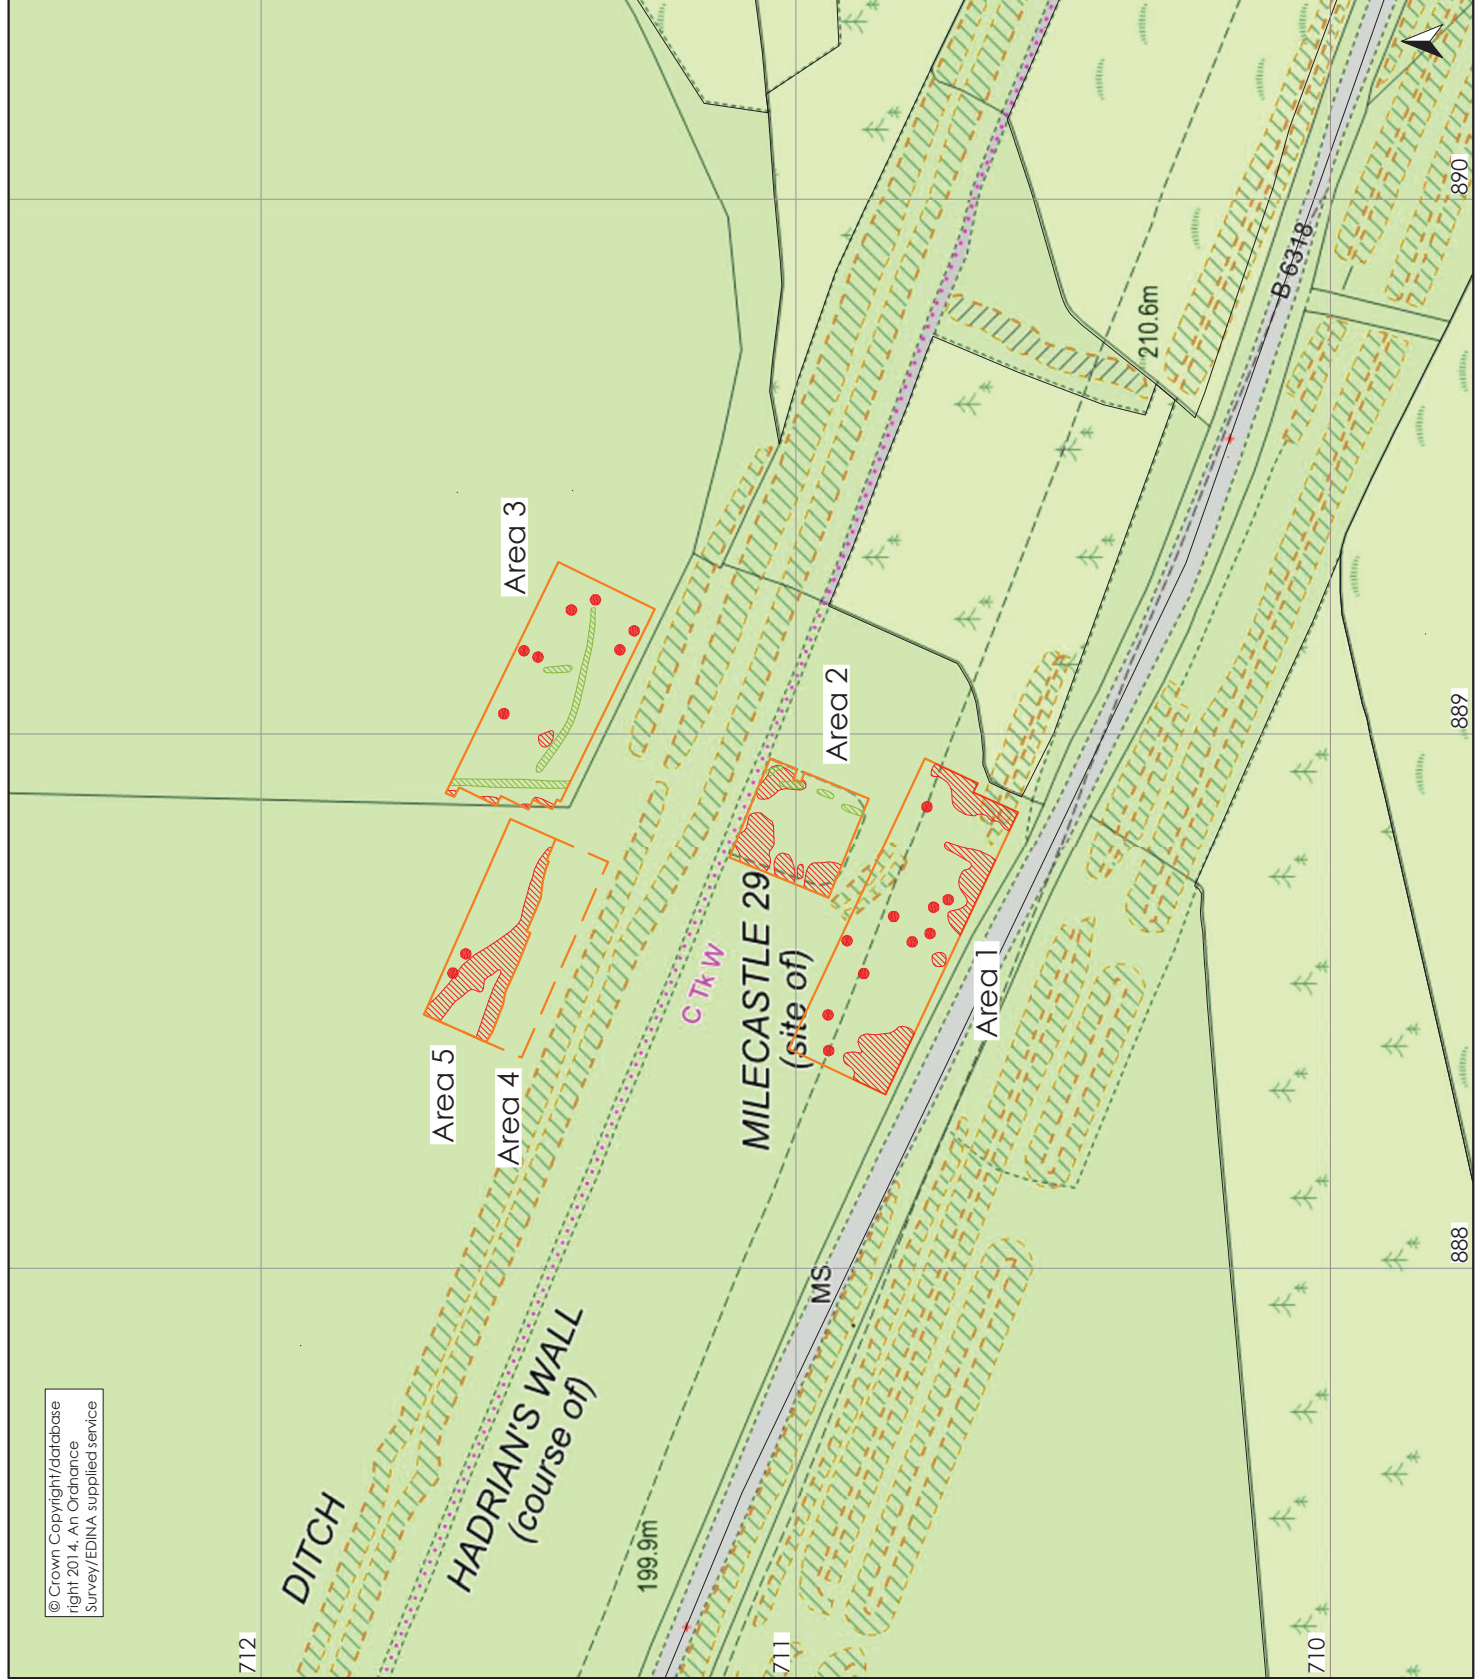 © Crown Copyright/database
right 2014. An Ordnance
Survey/EDINA supplied service
DITCH
HADRIAN'S WALL
(course of)
199.9m
712
711
710
Area 5
Area 4
Area 3
C Tk W
MILECASTLE 29
(site of)
Area 2
Area 1
MS
210.6m
B 6318
888
889
890